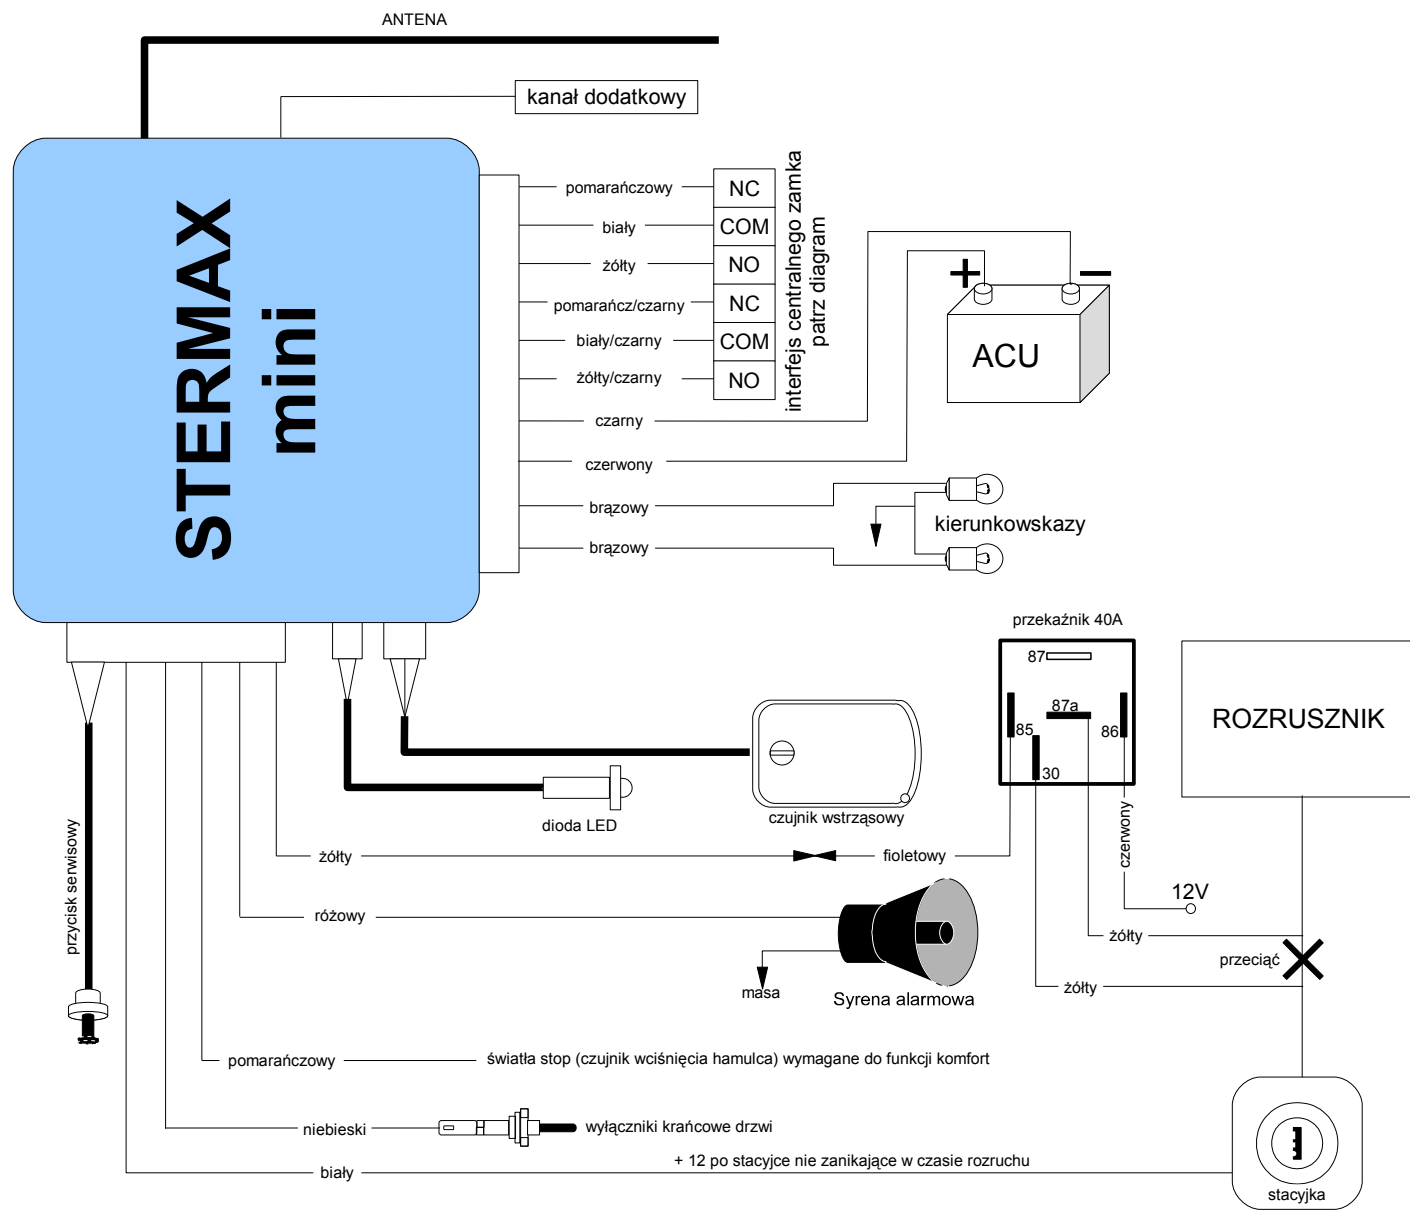 ANTENA
kanał dodatkowy
STERMAX
mini
pomarańczowy
NC
biały
COM
żółty
NO
pomarańcz/czarny
NC
biały/czarny
COM
żółty/czarny
NO
interfejs centralnego zamka
patrz diagram
czarny
czerwony
+ −
ACU
brązowy
brązowy
kierunkowskazy
przekaźnik 40A
87
87a
85
86
30
ROZRUSZNIK
czujnik wstrząsowy
dioda LED
żółty
fioletowy
czerwony
12V
przycisk serwisowy
różowy
żółty
przeciąć
żółty
masa
Syrena alarmowa
pomarańczowy
światła stop (czujnik wciśnięcia hamulca) wymagane do funkcji komfort
niebieski
wyłączniki krańcowe drzwi
biały
+ 12 po stacyjce nie zanikające w czasie rozruchu
stacyjka